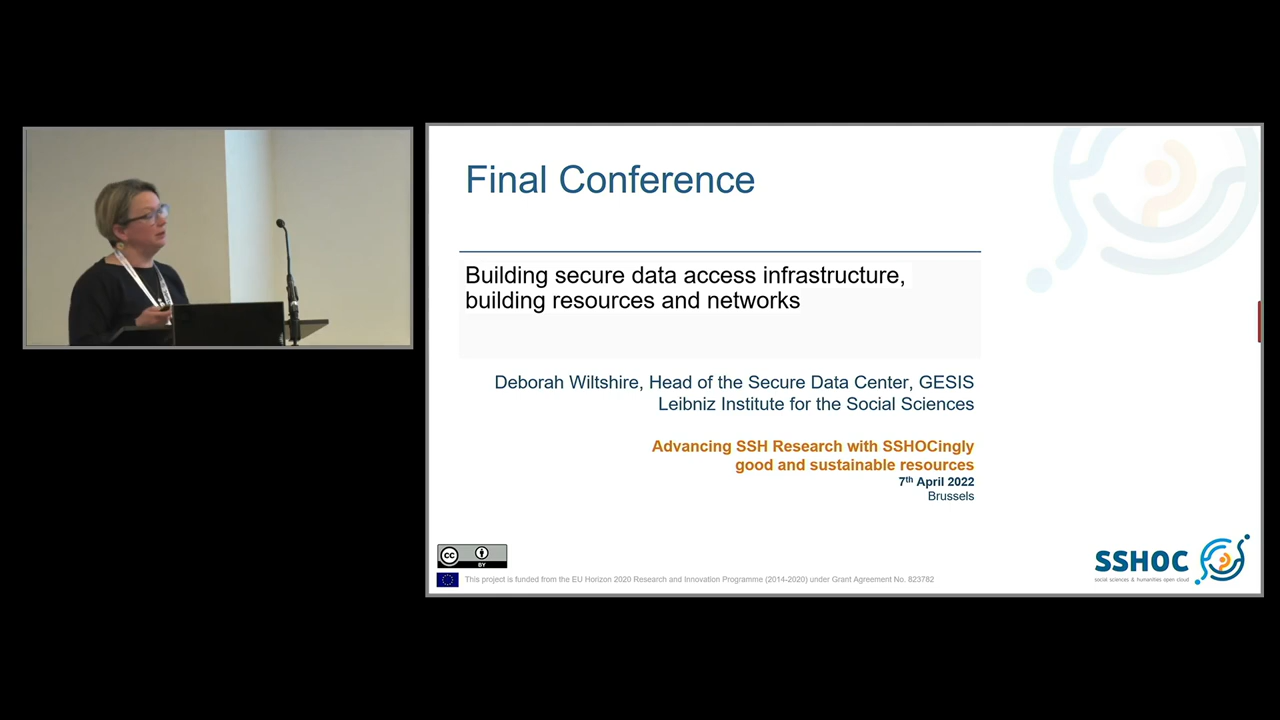 Final Conference
Building secure data access infrastructure,
building resources and networks
Deborah Wiltshire, Head of the Secure Data Center, GESIS
Leibniz Institute for the Social Sciences
Advancing SSH Research with SSHOCingly
good and sustainable resources
7th April 2022
Brussels
cc
BY
This project is funded from the EU Horizon 2020 Research and Innovation Programme (2014-2020) under Grant Agreement No. 823782
SSHOC
social sciences & humanities open cloud